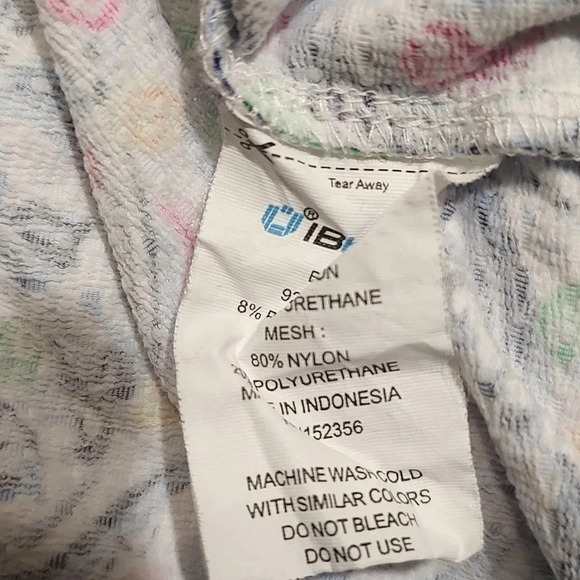 Tear Away
® IB
8%
URETHANE
MESH :
80% NYLON
POLYURETHANE
IN INDONESIA
152356
MACHINE WASH COLD
WITH SIMILAR COLORS
DO NOT BLEACH
DO NOT USE